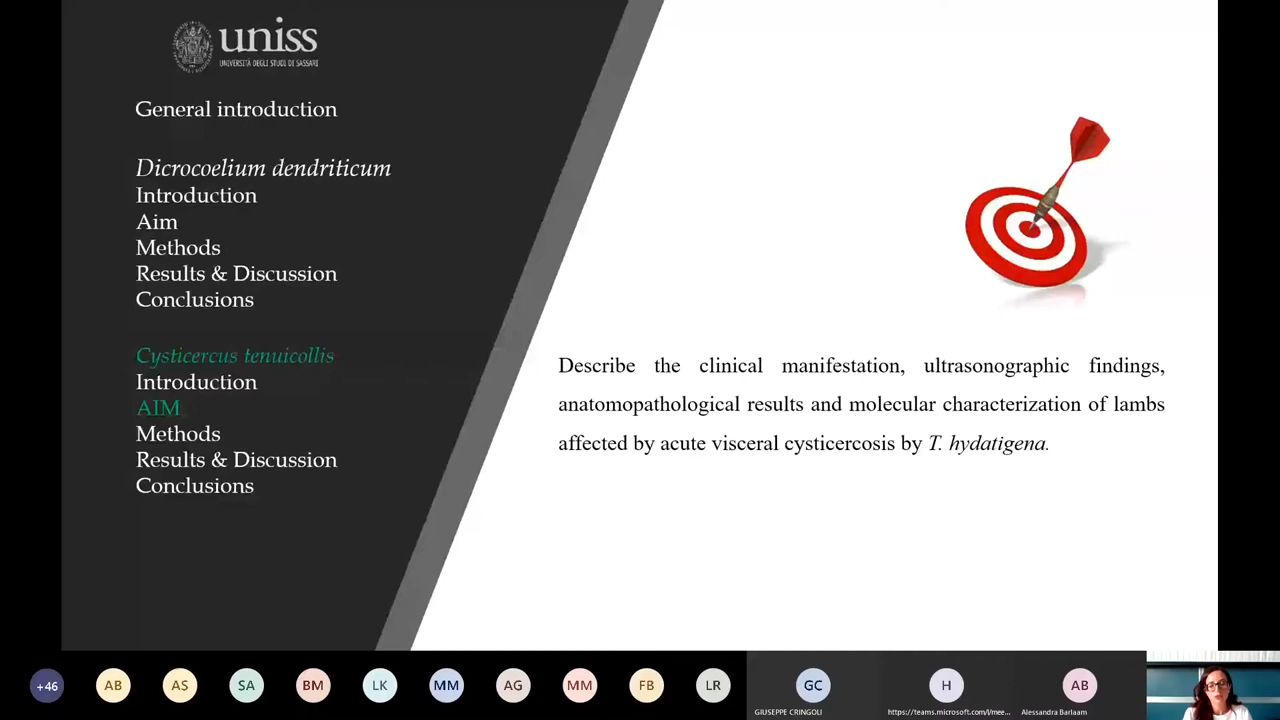 uniss
UNIVERSITÀ DEGLI STUDI DI SASSARI
General introduction
Dicrocoelium dendriticum
Introduction
Aim
Methods
Results & Discussion
Conclusions
Cysticercus tenuicollis
Introduction
AIM
Methods
Results & Discussion
Conclusions
Describe the clinical manifestation, ultrasonographic findings,
anatomopathological results and molecular characterization of lambs
affected by acute visceral cysticercosis by T. hydatigena.
+46 AB AS SA BM LK MM AG MM FB LR GC H AB
GIUSEPPE CRINGOLI https://teams.microsoft.com/l/mee... Alessandra Barlaam